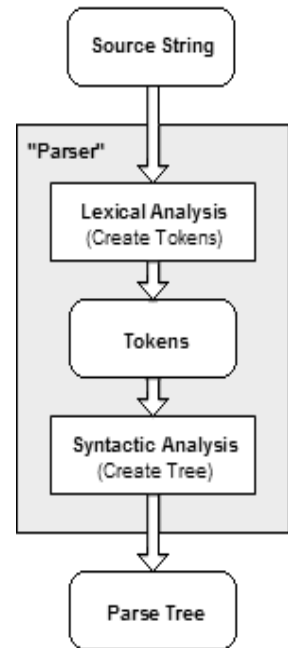 Source String
"Parser"
Lexical Analysis
(Create Tokens)
Tokens
Syntactic Analysis
(Create Tree)
Parse Tree